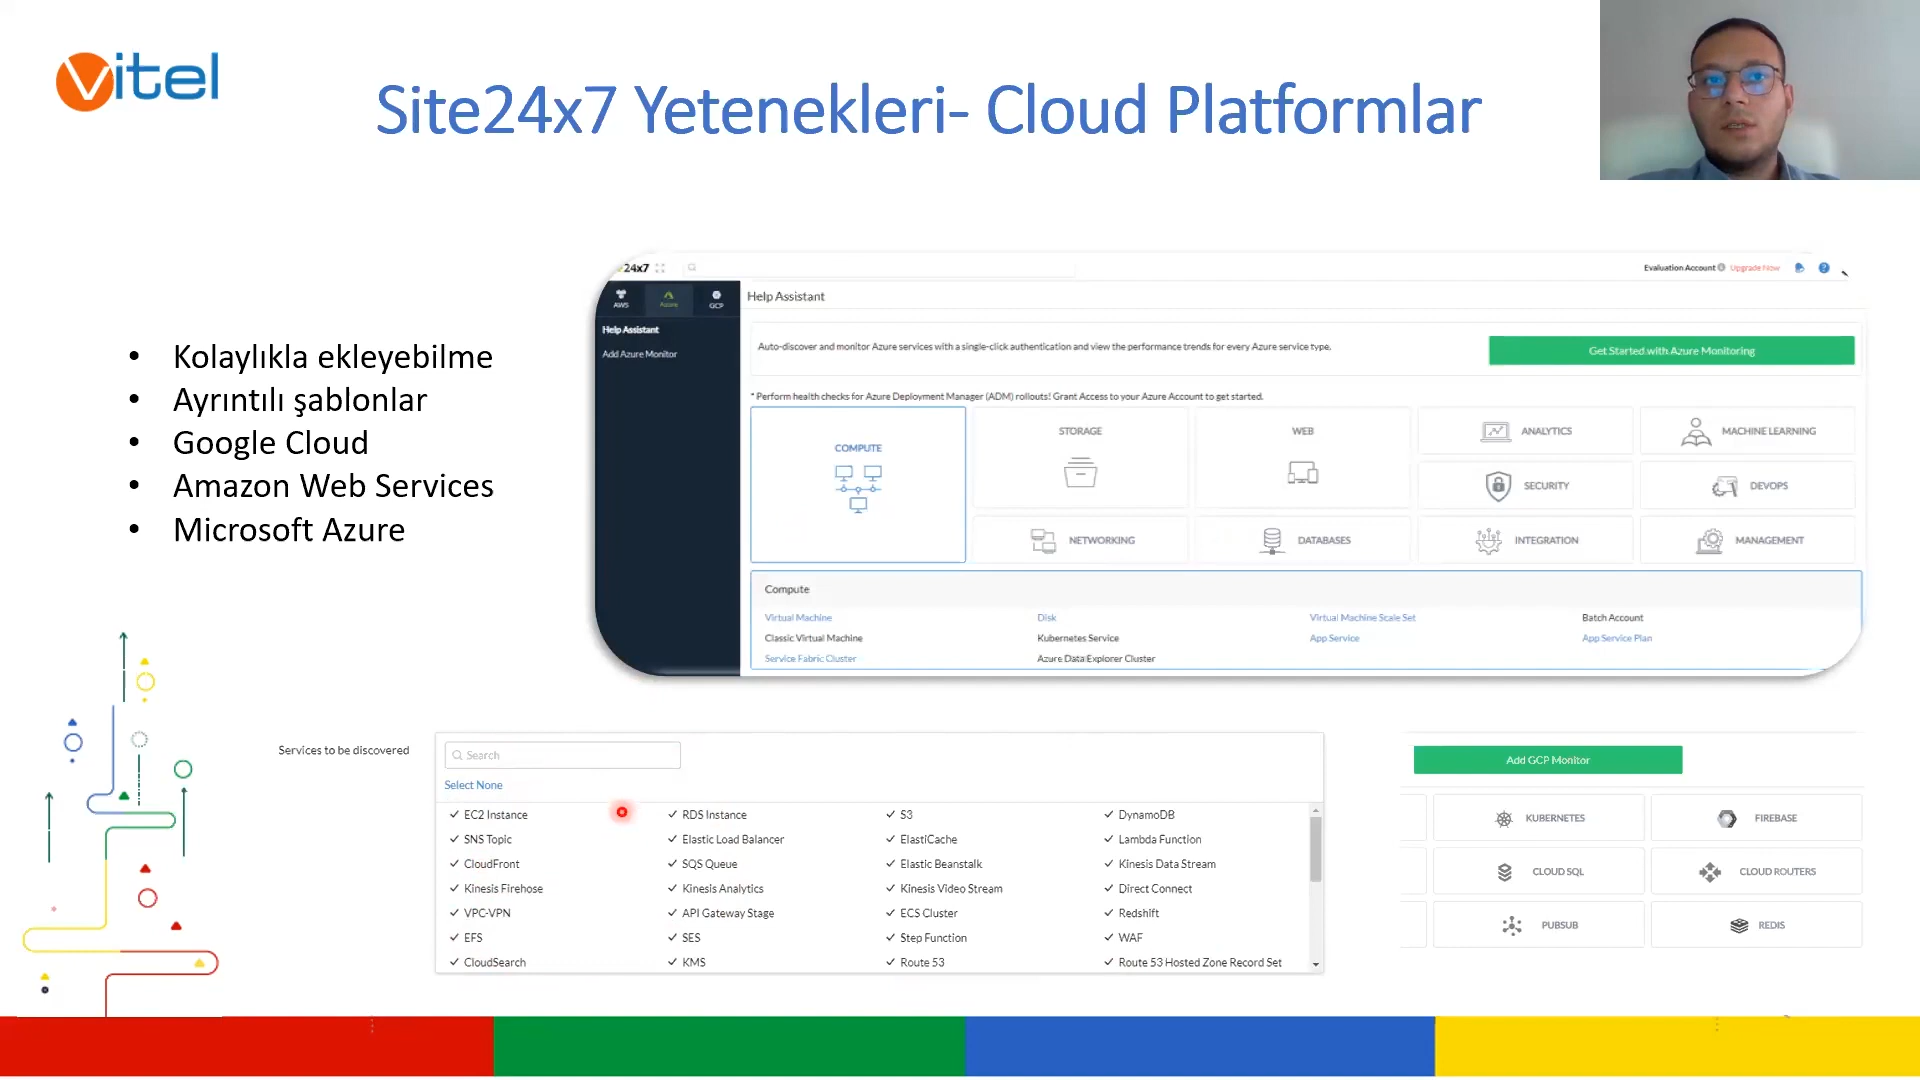 vitel
Site24x7 Yetenekleri- Cloud Platformlar
• Kolaylıkla ekleyebilme
• Ayrıntılı şablonlar
• Google Cloud
• Amazon Web Services
• Microsoft Azure
24x7
Evaluation Account Upgrade Now
AWS Azure GCP
Help Assistant
Help Assistant
Add Azure Monitor
Auto-discover and monitor Azure services with a single-click authentication and view the performance trends for every Azure service type.
Get Started with Azure Monitoring
* Perform health checks for Azure Deployment Manager (ADM) rollouts! Grant Access to your Azure Account to get started.
COMPUTE
STORAGE
WEB
ANALYTICS
MACHINE LEARNING
SECURITY
DEVOPS
NETWORKING
DATABASES
INTEGRATION
MANAGEMENT
Compute
Virtual Machine Disk Virtual Machine Scale Set Batch Account
Classic Virtual Machine Kubernetes Service App Service App Service Plan
Service Fabric Cluster Azure Data Explorer Cluster
Services to be discovered
Search
Select None
EC2 Instance RDS Instance S3 DynamoDB
SNS Topic Elastic Load Balancer ElastiCache Lambda Function
CloudFront SQS Queue Elastic Beanstalk Kinesis Data Stream
Kinesis Firehose Kinesis Analytics Kinesis Video Stream Direct Connect
VPC-VPN API Gateway Stage ECS Cluster Redshift
EFS SES Step Function WAF
CloudSearch KMS Route 53 Route 53 Hosted Zone Record Set
Add GCP Monitor
KUBERNETES FIREBASE
CLOUD SQL CLOUD ROUTERS
PUBSUB REDIS